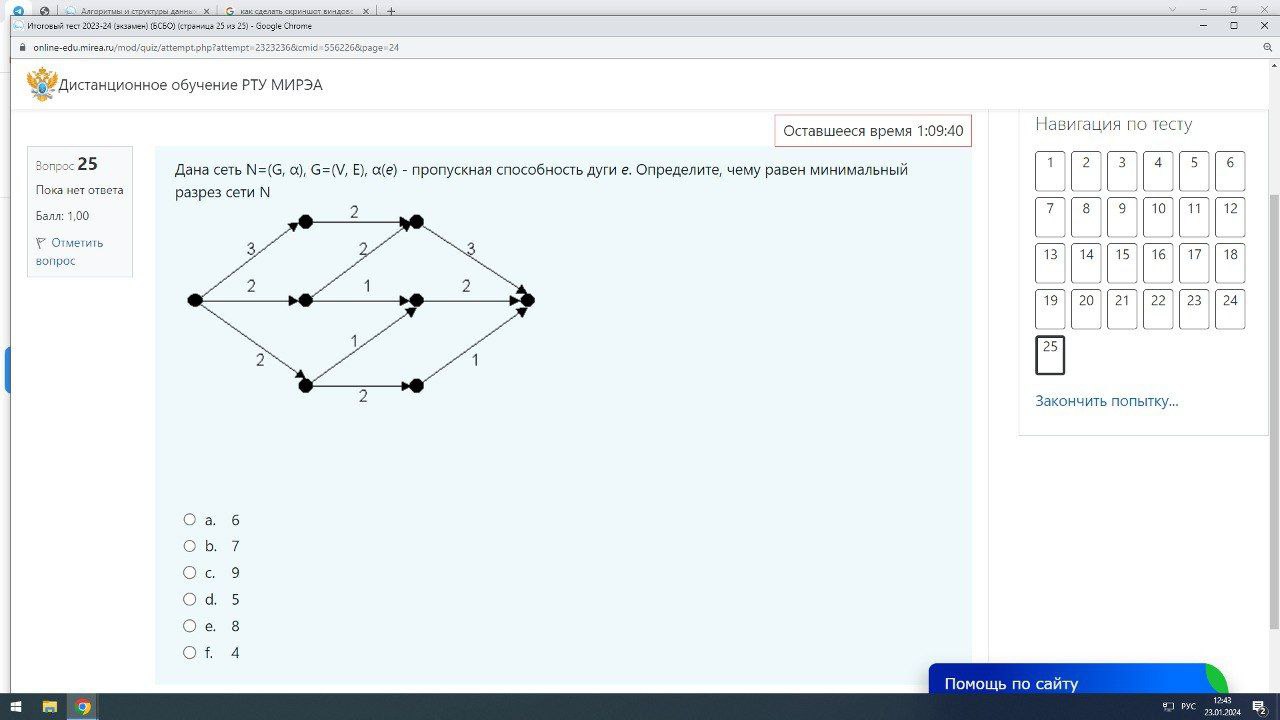 Алгоритмы и структуры данны
как сделать скриншот виндов
Итоговый тест 2023-24 (экзамен) (БСБО) (страница 25 из 25) - Google Chrome
online-edu.mirea.ru/mod/quiz/attempt.php?attempt=2323236&cmid=556226&page=24
Дистанционное обучение РТУ МИРЭА
Оставшееся время 1:09:40
Вопрос 25
Пока нет ответа
Балл: 1,00
Отметить
вопрос
Дана сеть N=(G, α), G=(V, E), α(e) - пропускная способность дуги e. Определите, чему равен минимальный
разрез сети N
2
3
2
3
2
1
2
1
2
1
2
a. 6
b. 7
c. 9
d. 5
e. 8
f. 4
Навигация по тесту
1 2 3 4 5 6
7 8 9 10 11 12
13 14 15 16 17 18
19 20 21 22 23 24
25
Закончить попытку...
Помощь по сайту
РУС
12:43
23.01.2024
2